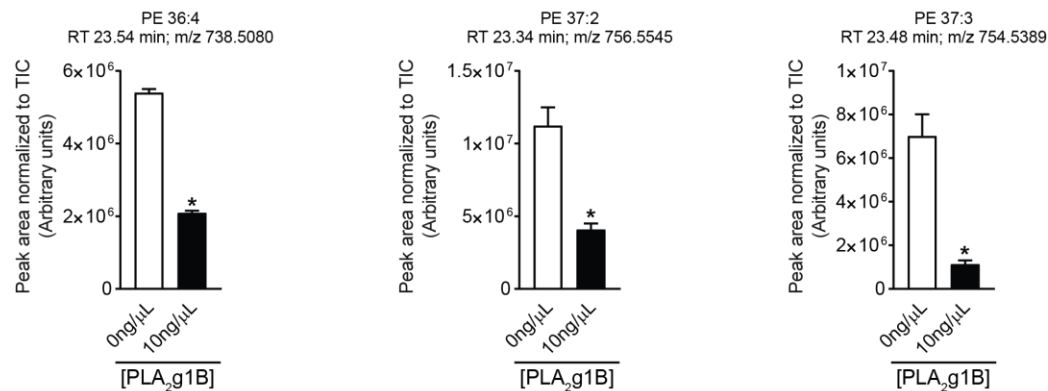 PE 36:4
RT 23.54 min; m/z 738.5080
Peak area normalized to TIC
(Arbitrary units)
6×10⁶
4×10⁶
2×10⁶
0
*
0ng/µL
10ng/µL
[PLA₂g1B]
PE 37:2
RT 23.34 min; m/z 756.5545
Peak area normalized to TIC
(Arbitrary units)
1.5×10⁷
1.0×10⁷
5×10⁶
0
*
0ng/µL
10ng/µL
[PLA₂g1B]
PE 37:3
RT 23.48 min; m/z 754.5389
Peak area normalized to TIC
(Arbitrary units)
1×10⁷
8×10⁶
6×10⁶
4×10⁶
2×10⁶
0
*
0ng/µL
10ng/µL
[PLA₂g1B]